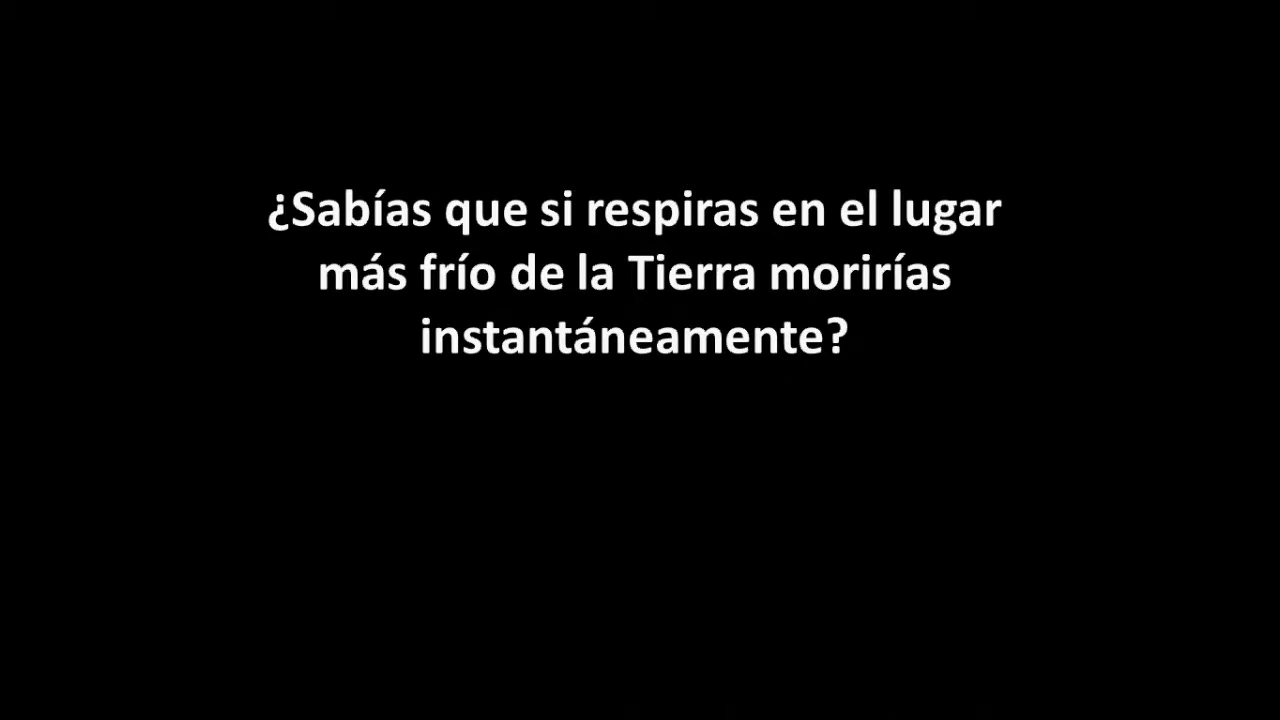 ¿Sabías que si respiras en el lugar
más frío de la Tierra morirías
instantáneamente?